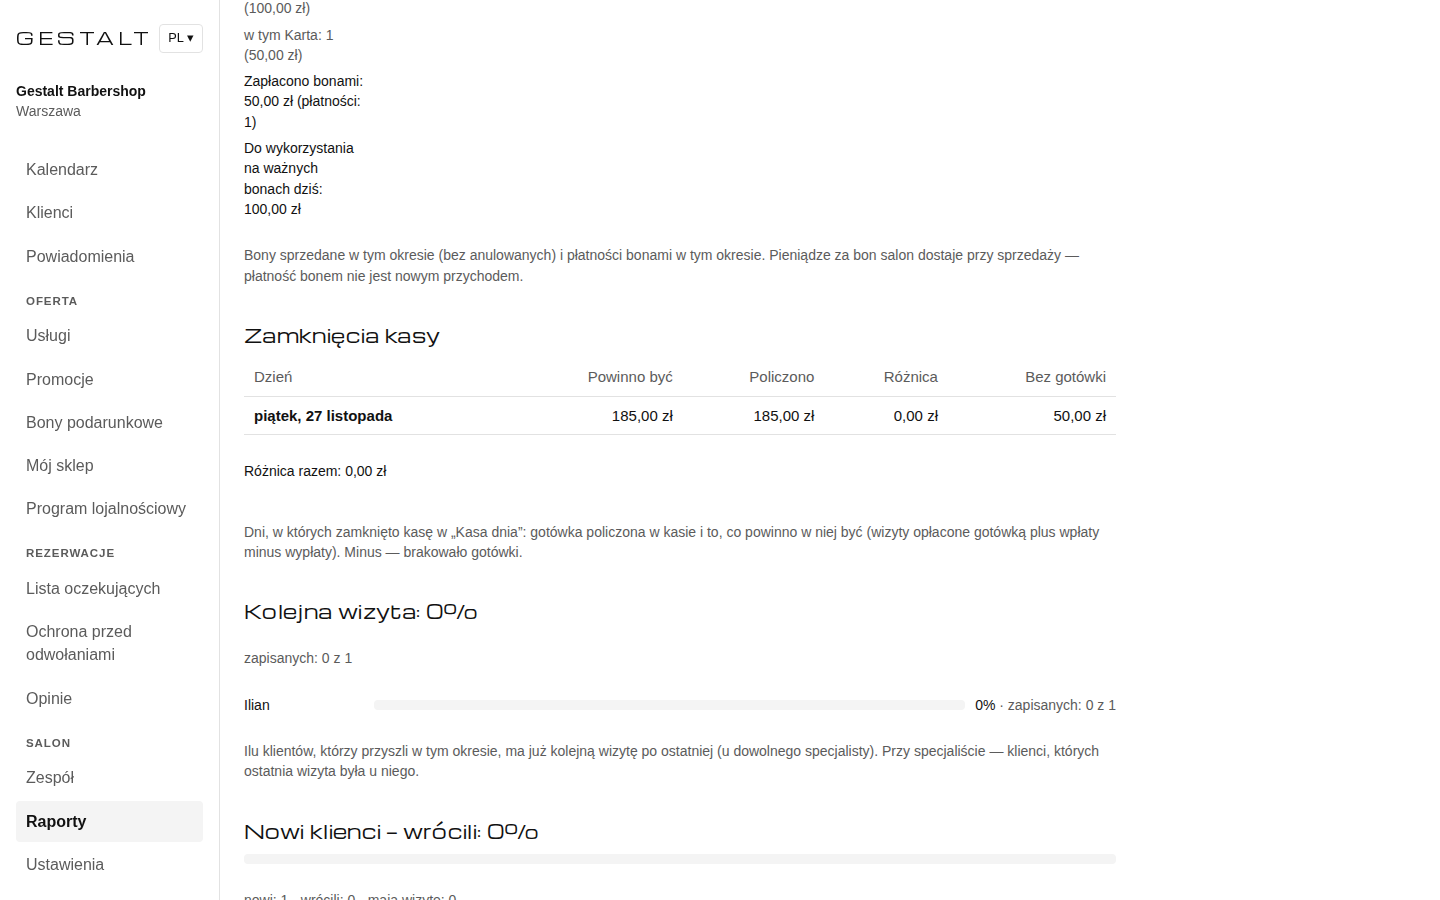 GESTALT
PL ▾
Gestalt Barbershop
Warszawa
Kalendarz
Klienci
Powiadomienia
OFERTA
Usługi
Promocje
Bony podarunkowe
Mój sklep
Program lojalnościowy
REZERWACJE
Lista oczekujących
Ochrona przed
odwołaniami
Opinie
SALON
Zespół
Raporty
Ustawienia
(100,00 zł)
w tym Karta: 1
(50,00 zł)
Zapłacono bonami:
50,00 zł (płatności:
1)
Do wykorzystania
na ważnych
bonach dziś:
100,00 zł
Bony sprzedane w tym okresie (bez anulowanych) i płatności bonami w tym okresie. Pieniądze za bon salon dostaje przy sprzedaży —
płatność bonem nie jest nowym przychodem.
Zamknięcia kasy
Dzień Powinno być Policzono Różnica Bez gotówki
piątek, 27 listopada 185,00 zł 185,00 zł 0,00 zł 50,00 zł
Różnica razem: 0,00 zł
Dni, w których zamknięto kasę w „Kasa dnia”: gotówka policzona w kasie i to, co powinno w niej być (wizyty opłacone gotówką plus wpłaty
minus wypłaty). Minus — brakowało gotówki.
Kolejna wizyta: 0%
zapisanych: 0 z 1
Ilian 0% · zapisanych: 0 z 1
Ilu klientów, którzy przyszli w tym okresie, ma już kolejną wizytę po ostatniej (u dowolnego specjalisty). Przy specjaliście — klienci, których
ostatnia wizyta była u niego.
Nowi klienci – wrócili: 0%
nowi: 1 · wrócili: 0 · mają wizytę: 0